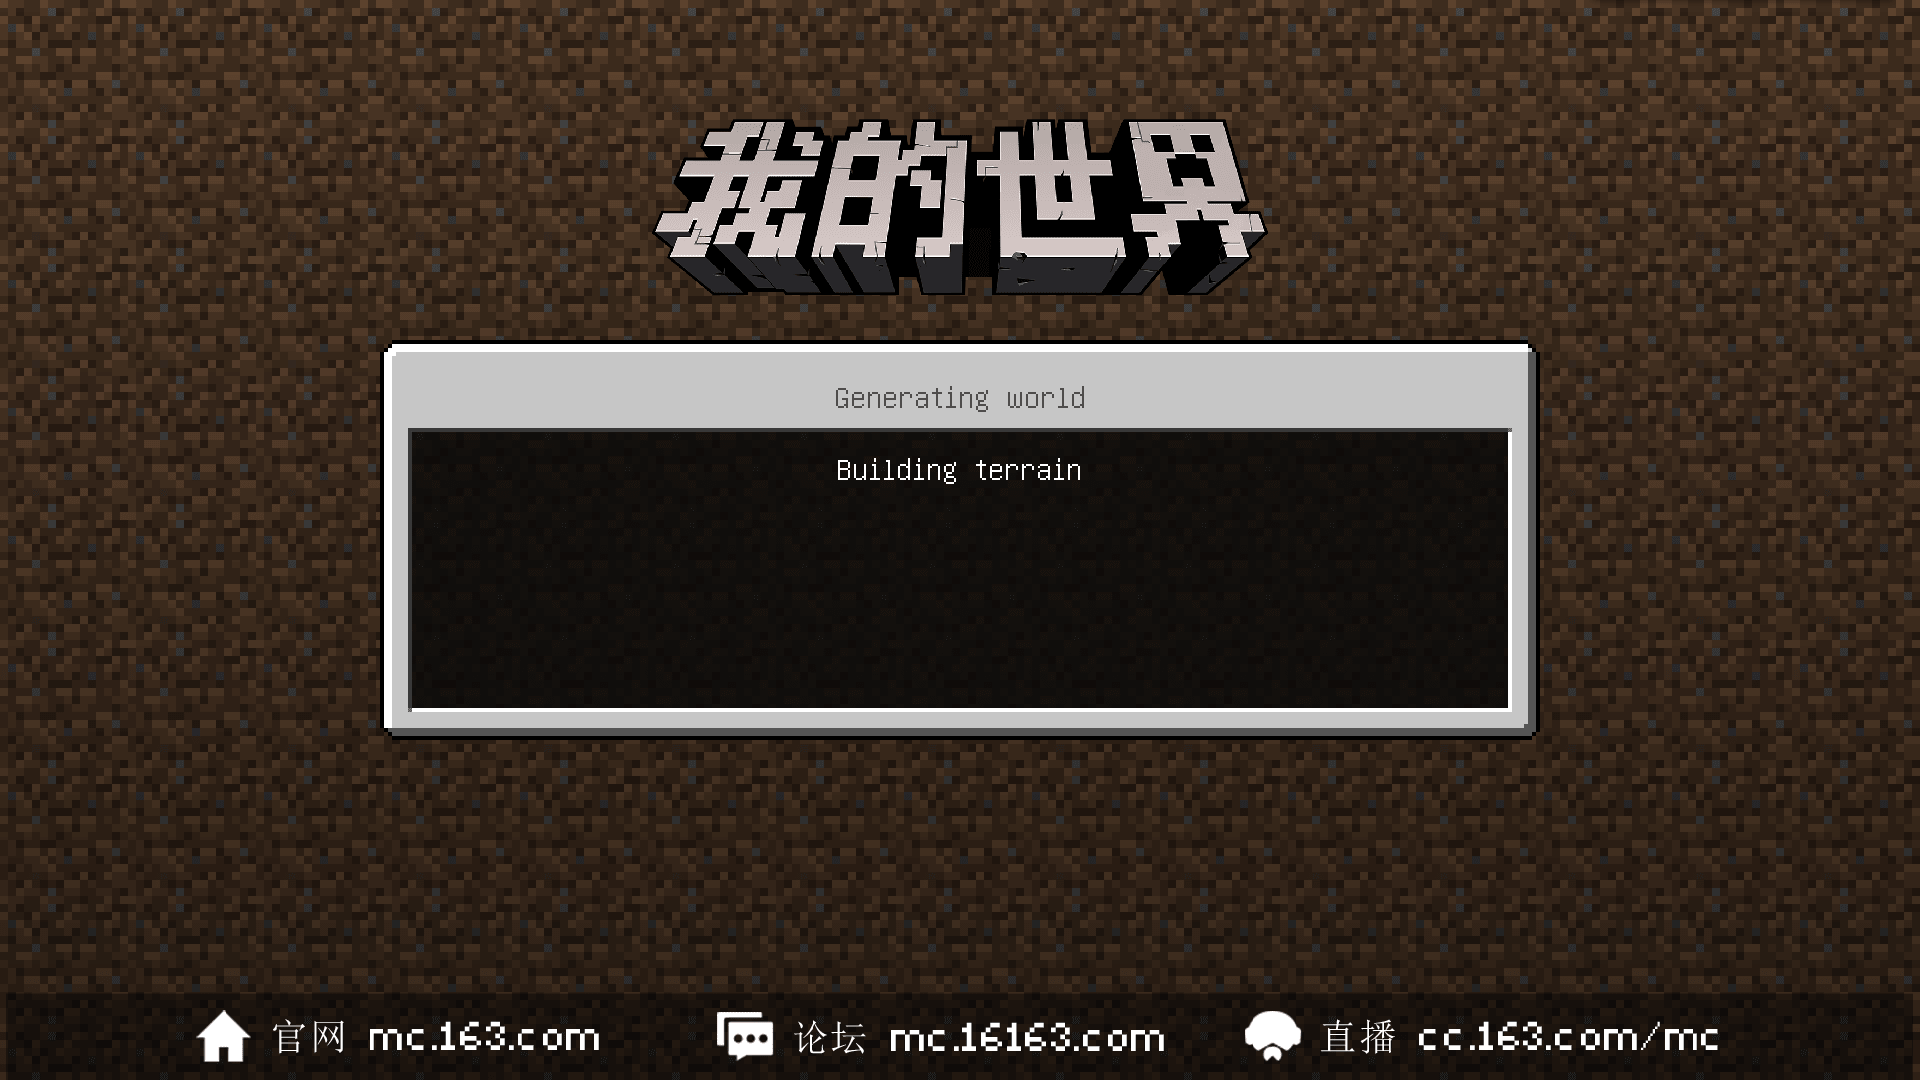 我的世界
Generating world
Building terrain
官网 mc.163.com 论坛 mc.16163.com 直播 cc.163.com/mc